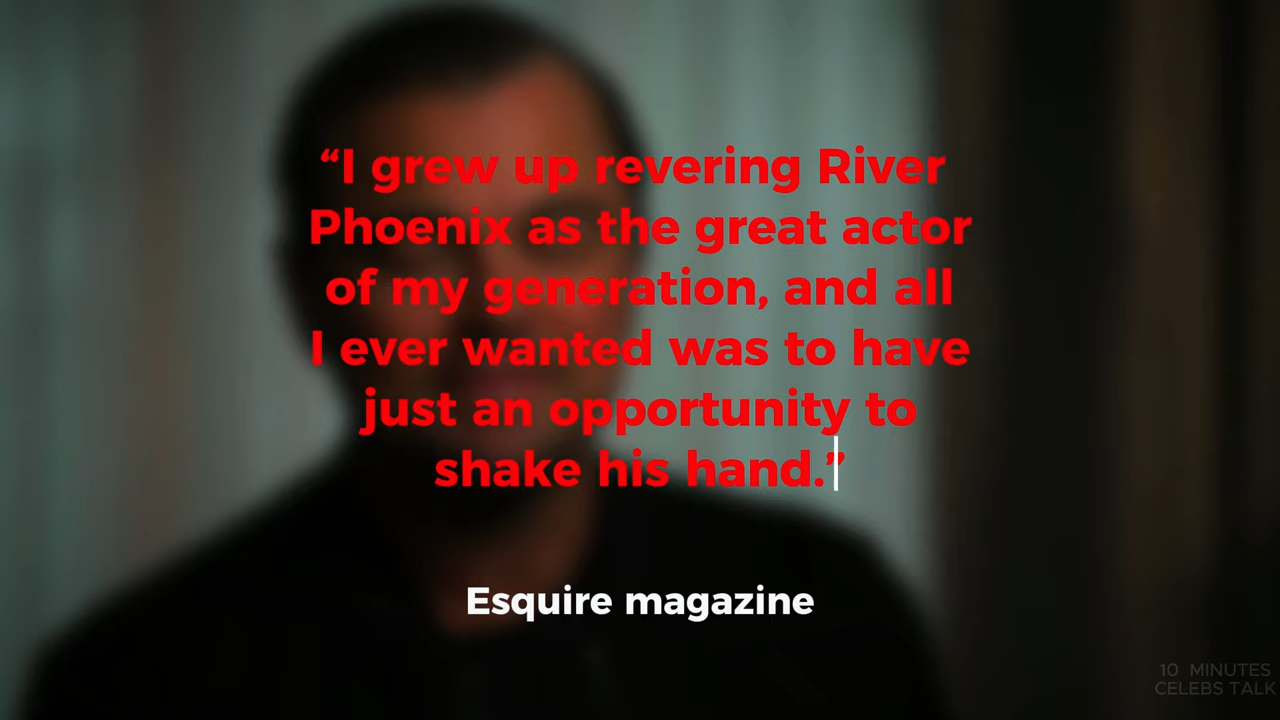 “I grew up revering River
Phoenix as the great actor
of my generation, and all
I ever wanted was to have
just an opportunity to
shake his hand.”
Esquire magazine
10 MINUTES
CELEBS TALK